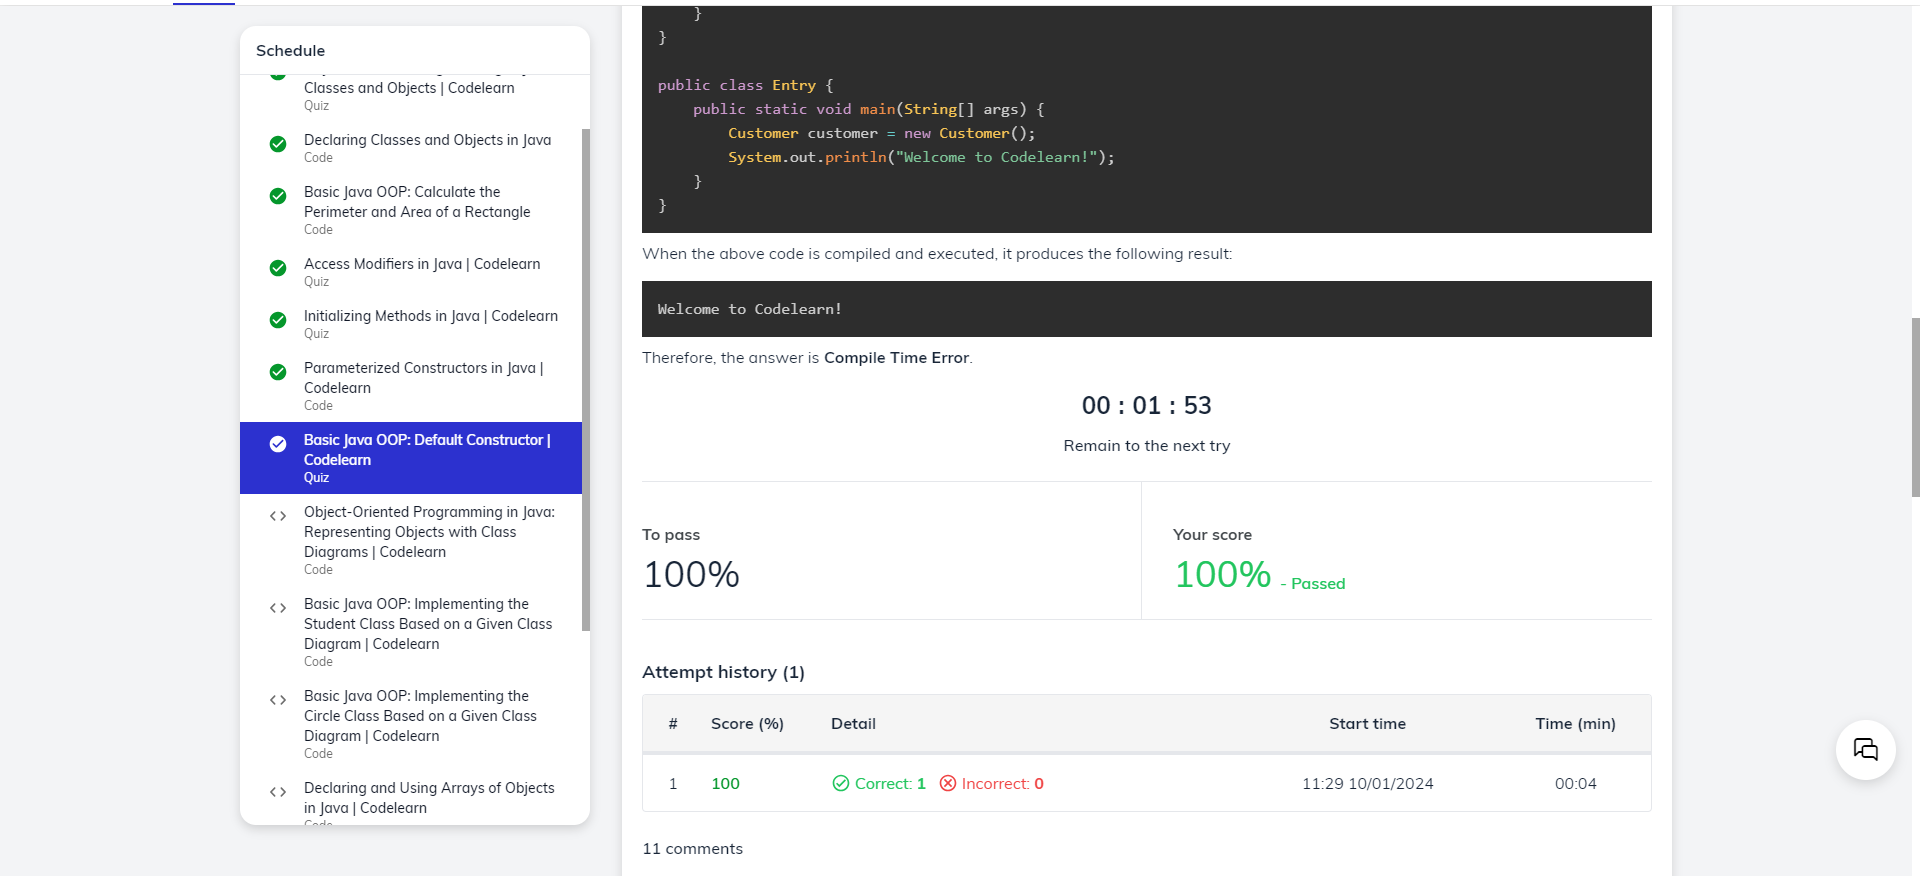 Schedule
Classes and Objects | Codelearn
Quiz
Declaring Classes and Objects in Java
Code
Basic Java OOP: Calculate the
Perimeter and Area of a Rectangle
Code
Access Modifiers in Java | Codelearn
Quiz
Initializing Methods in Java | Codelearn
Quiz
Parameterized Constructors in Java |
Codelearn
Code
Basic Java OOP: Default Constructor |
Codelearn
Quiz
Object-Oriented Programming in Java:
Representing Objects with Class
Diagrams | Codelearn
Code
Basic Java OOP: Implementing the
Student Class Based on a Given Class
Diagram | Codelearn
Code
Basic Java OOP: Implementing the
Circle Class Based on a Given Class
Diagram | Codelearn
Code
Declaring and Using Arrays of Objects
in Java | Codelearn
Code
    }
}
public class Entry {
    public static void main(String[] args) {
        Customer customer = new Customer();
        System.out.println("Welcome to Codelearn!");
    }
}
When the above code is compiled and executed, it produces the following result:
Welcome to Codelearn!
Therefore, the answer is Compile Time Error.
00 : 01 : 53
Remain to the next try
To pass
100%
Your score
100% - Passed
Attempt history (1)
# Score (%) Detail Start time Time (min)
1 100 Correct: 1 Incorrect: 0 11:29 10/01/2024 00:04
11 comments